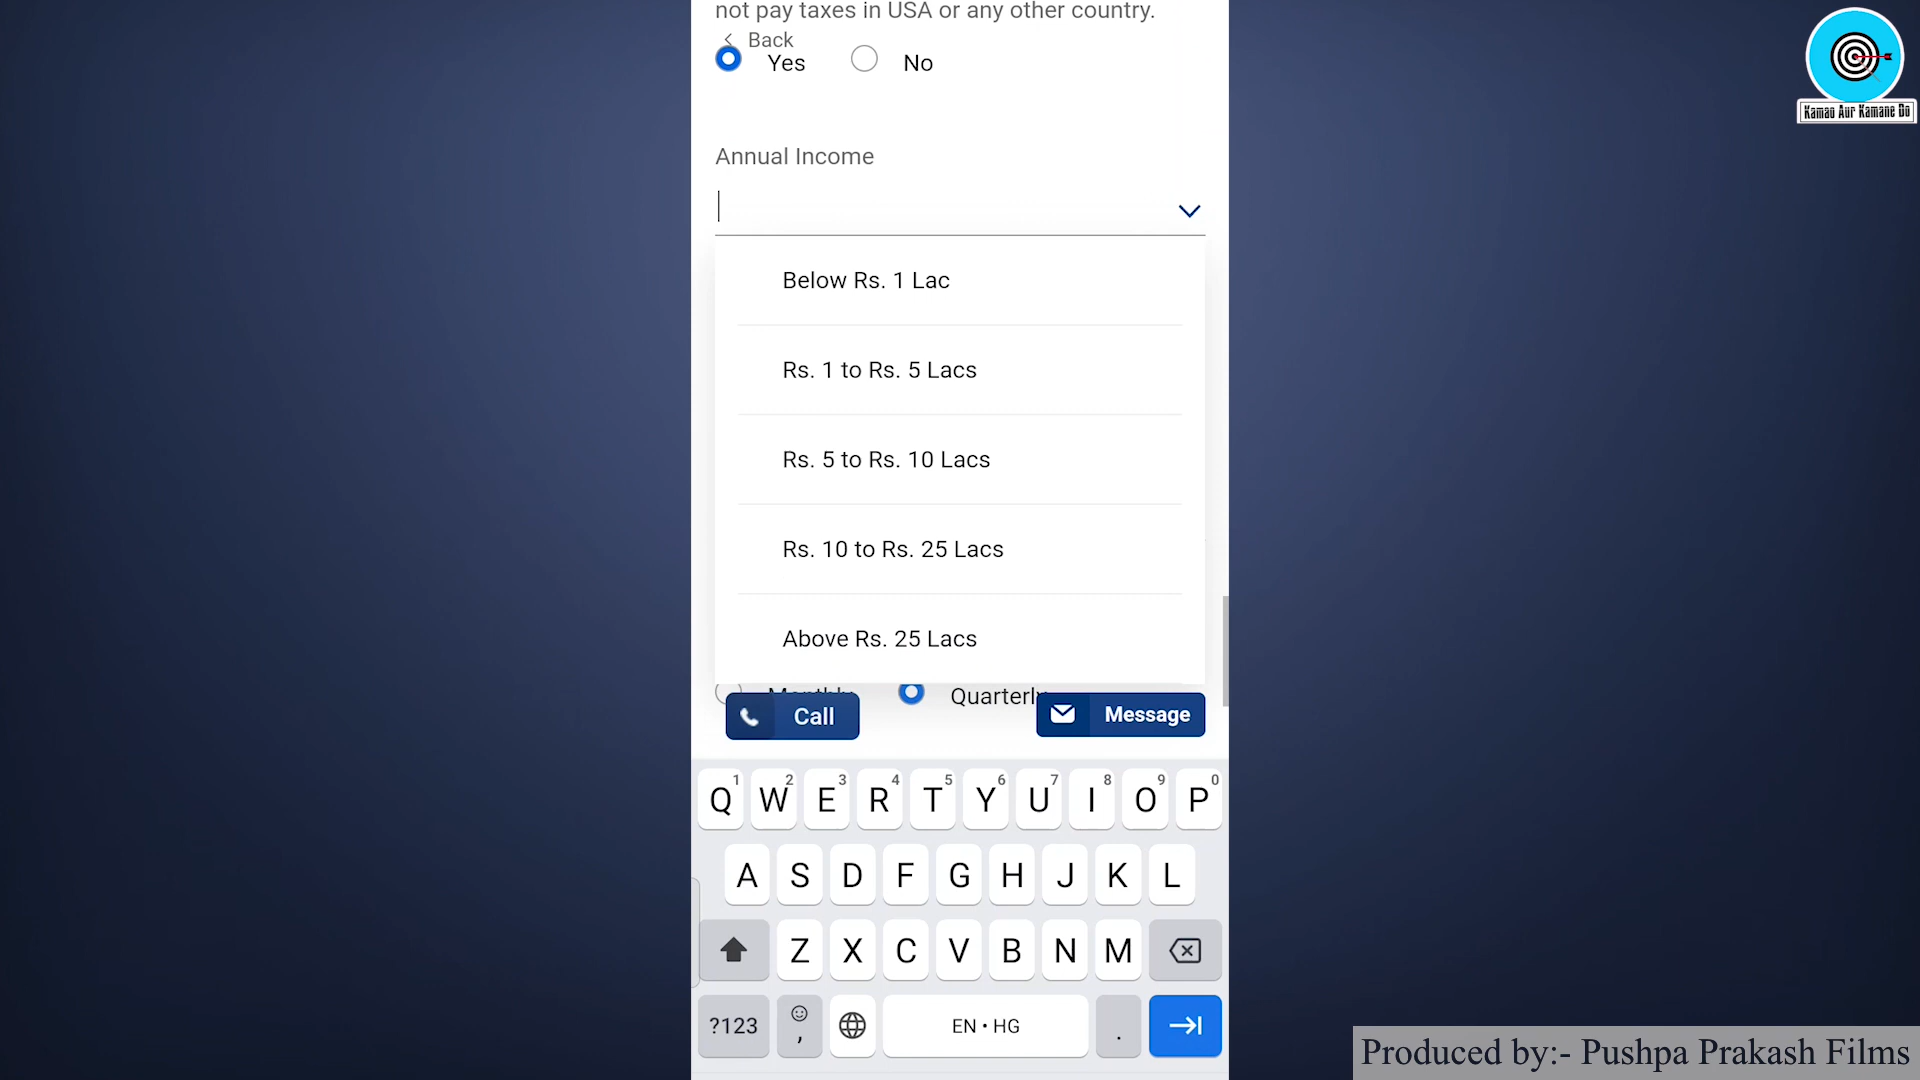 not pay taxes in USA or any other country.
Back
Yes No
Kamao Aur Kamane Do
Annual Income
Below Rs. 1 Lac
Rs. 1 to Rs. 5 Lacs
Rs. 5 to Rs. 10 Lacs
Rs. 10 to Rs. 25 Lacs
Above Rs. 25 Lacs
Monthly Quarterly
Call Message
1 2 3 4 5 6 7 8 9 0
Q W E R T Y U I O P
A S D F G H J K L
Z X C V B N M
?123 , EN • HG .
Produced by:- Pushpa Prakash Films